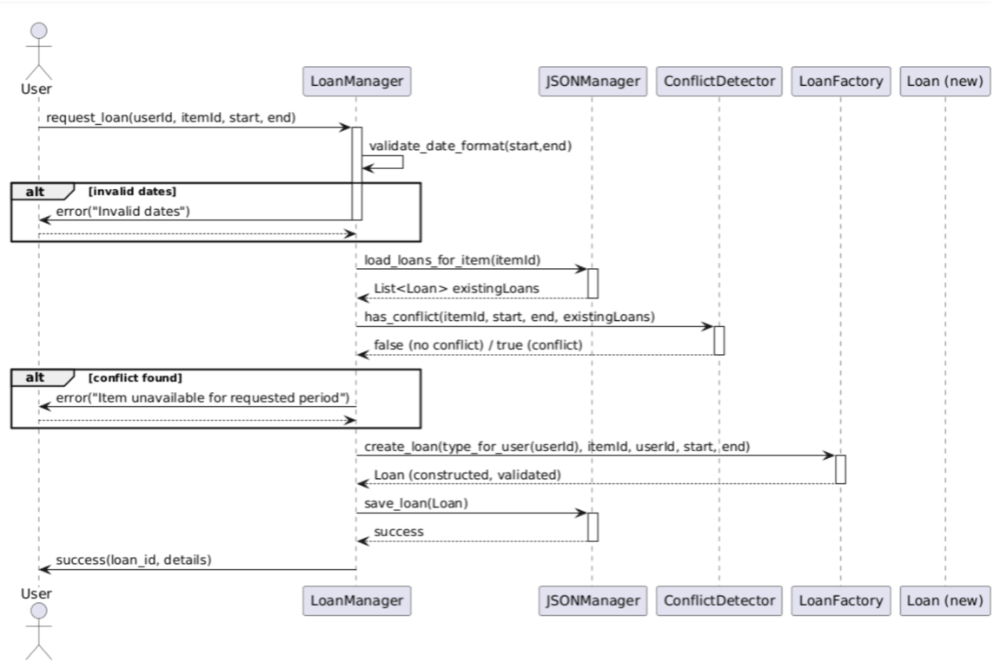 User
LoanManager
JSONManager
ConflictDetector
LoanFactory
Loan (new)
request_loan(userId, itemId, start, end)
validate_date_format(start,end)
alt
[invalid dates]
error("Invalid dates")
load_loans_for_item(itemId)
List<Loan> existingLoans
has_conflict(itemId, start, end, existingLoans)
false (no conflict) / true (conflict)
alt
[conflict found]
error("Item unavailable for requested period")
create_loan(type_for_user(userId), itemId, userId, start, end)
Loan (constructed, validated)
save_loan(Loan)
success
success(loan_id, details)
User
LoanManager
JSONManager
ConflictDetector
LoanFactory
Loan (new)